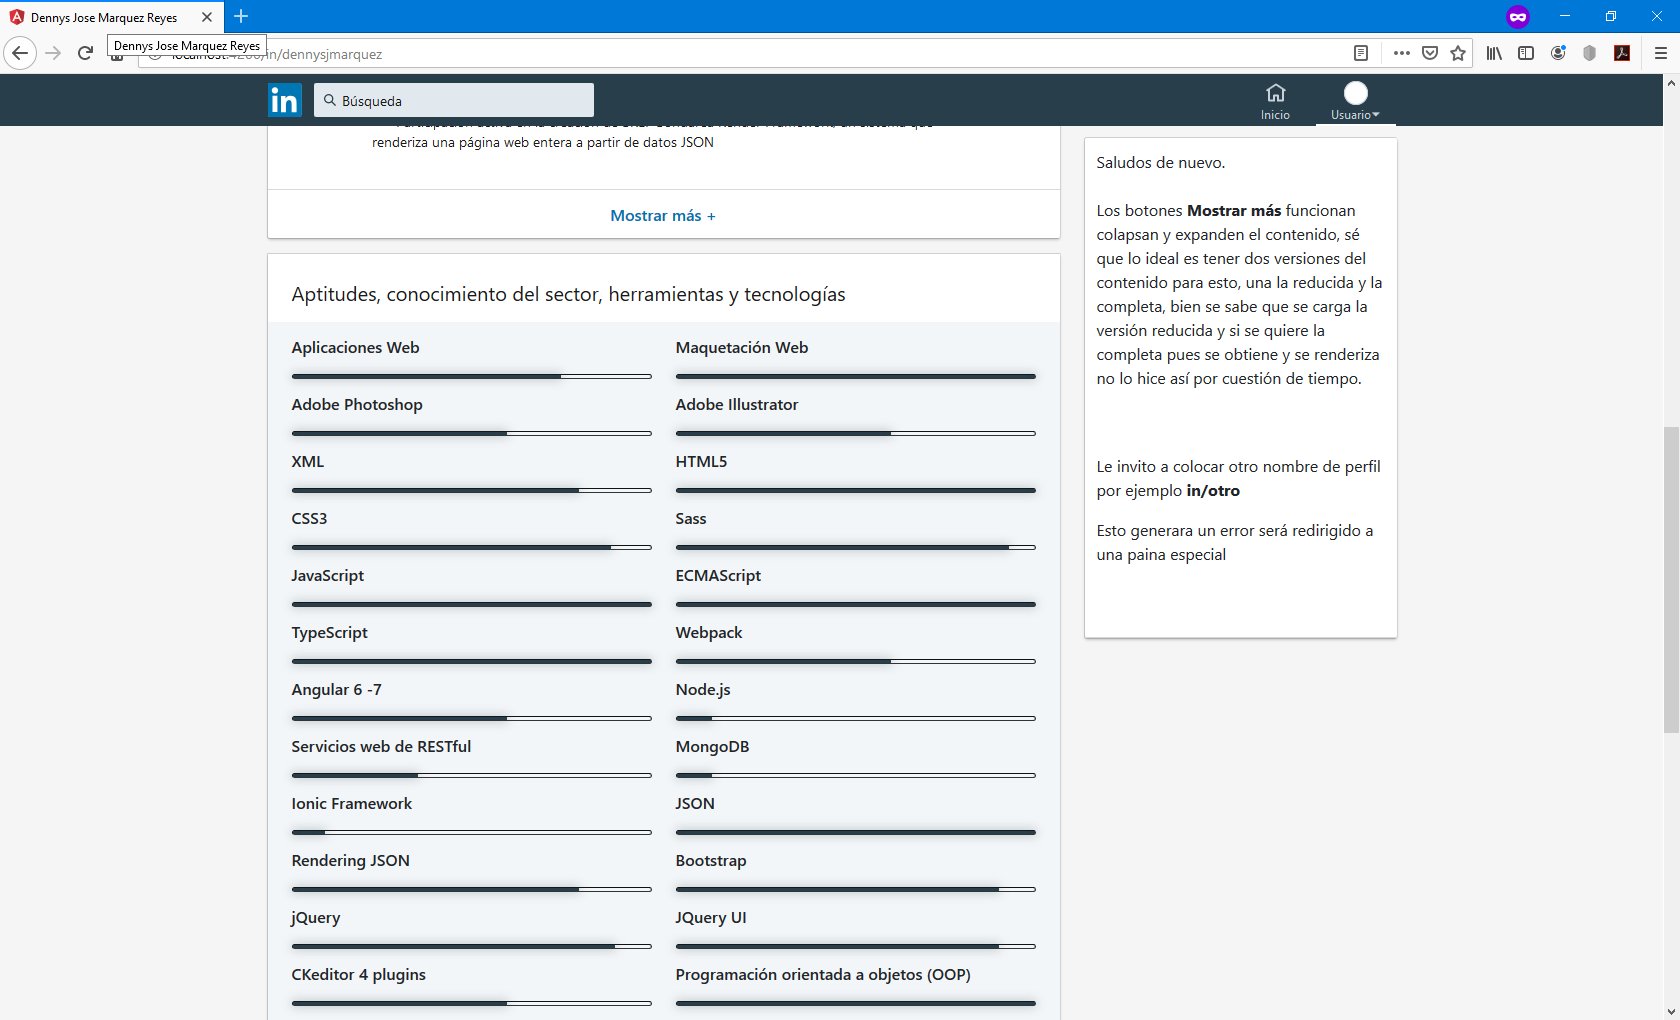 Dennys Jose Marquez Reyes
Dennys Jose Marquez Reyes
/in/dennysjmarquez
in
Búsqueda
Inicio
Usuario
renderiza una página web entera a partir de datos JSON
Mostrar más +
Aptitudes, conocimiento del sector, herramientas y tecnologías
Aplicaciones Web
Maquetación Web
Adobe Photoshop
Adobe Illustrator
XML
HTML5
CSS3
Sass
JavaScript
ECMAScript
TypeScript
Webpack
Angular 6 -7
Node.js
Servicios web de RESTful
MongoDB
Ionic Framework
JSON
Rendering JSON
Bootstrap
jQuery
JQuery UI
CKeditor 4 plugins
Programación orientada a objetos (OOP)
Saludos de nuevo.
Los botones Mostrar más funcionan
colapsan y expanden el contenido, sé
que lo ideal es tener dos versiones del
contenido para esto, una la reducida y la
completa, bien se sabe que se carga la
versión reducida y si se quiere la
completa pues se obtiene y se renderiza
no lo hice así por cuestión de tiempo.
Le invito a colocar otro nombre de perfil
por ejemplo in/otro
Esto generara un error será redirigido a
una paina especial